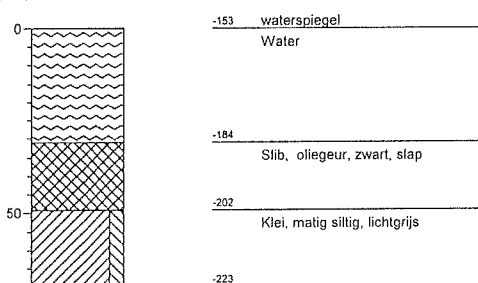 0
-153 waterspiegel
Water
-184
Slib, oliegeur, zwart, slap
50
-202
Klei, matig siltig, lichtgrijs
-223